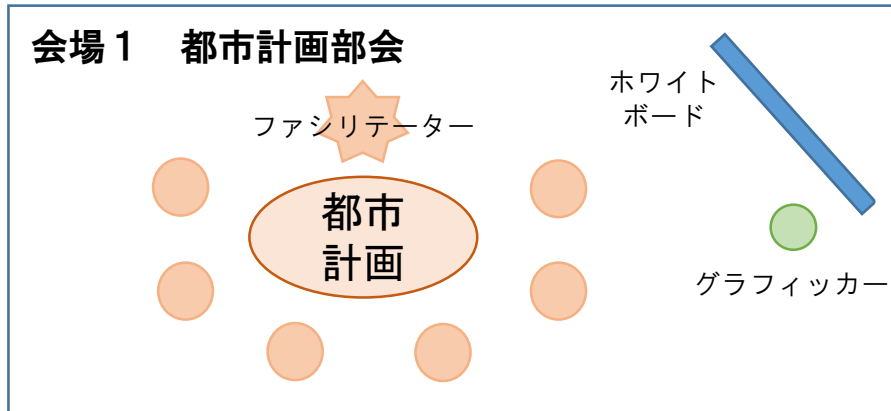 会場１　都市計画部会
ファシリテーター
ホワイト
ボード
都市
計画
グラフィッカー